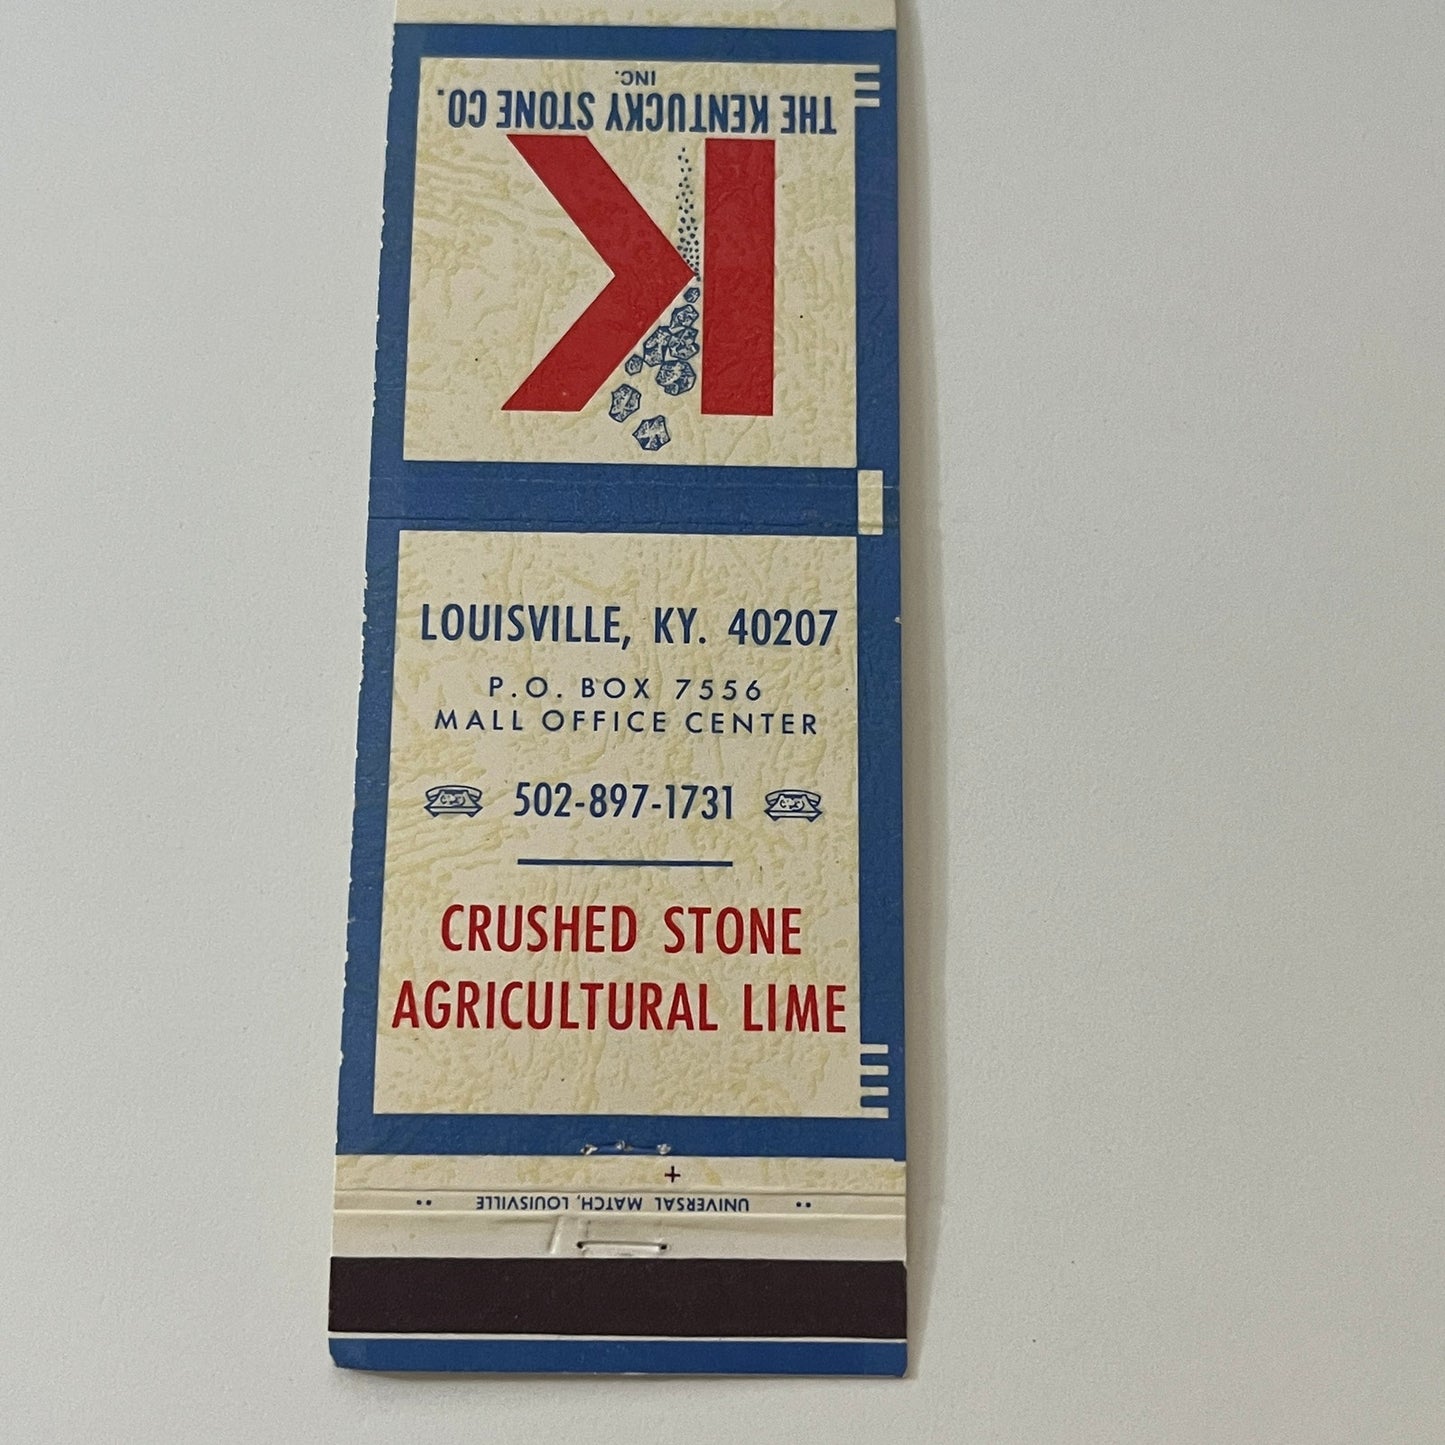 THE KENTUCKY STONE CO.
INC.
LOUISVILLE, KY. 40207
P.O. BOX 7556
MALL OFFICE CENTER
502-897-1731
CRUSHED STONE
AGRICULTURAL LIME
UNIVERSAL MATCH, LOUISVILLE